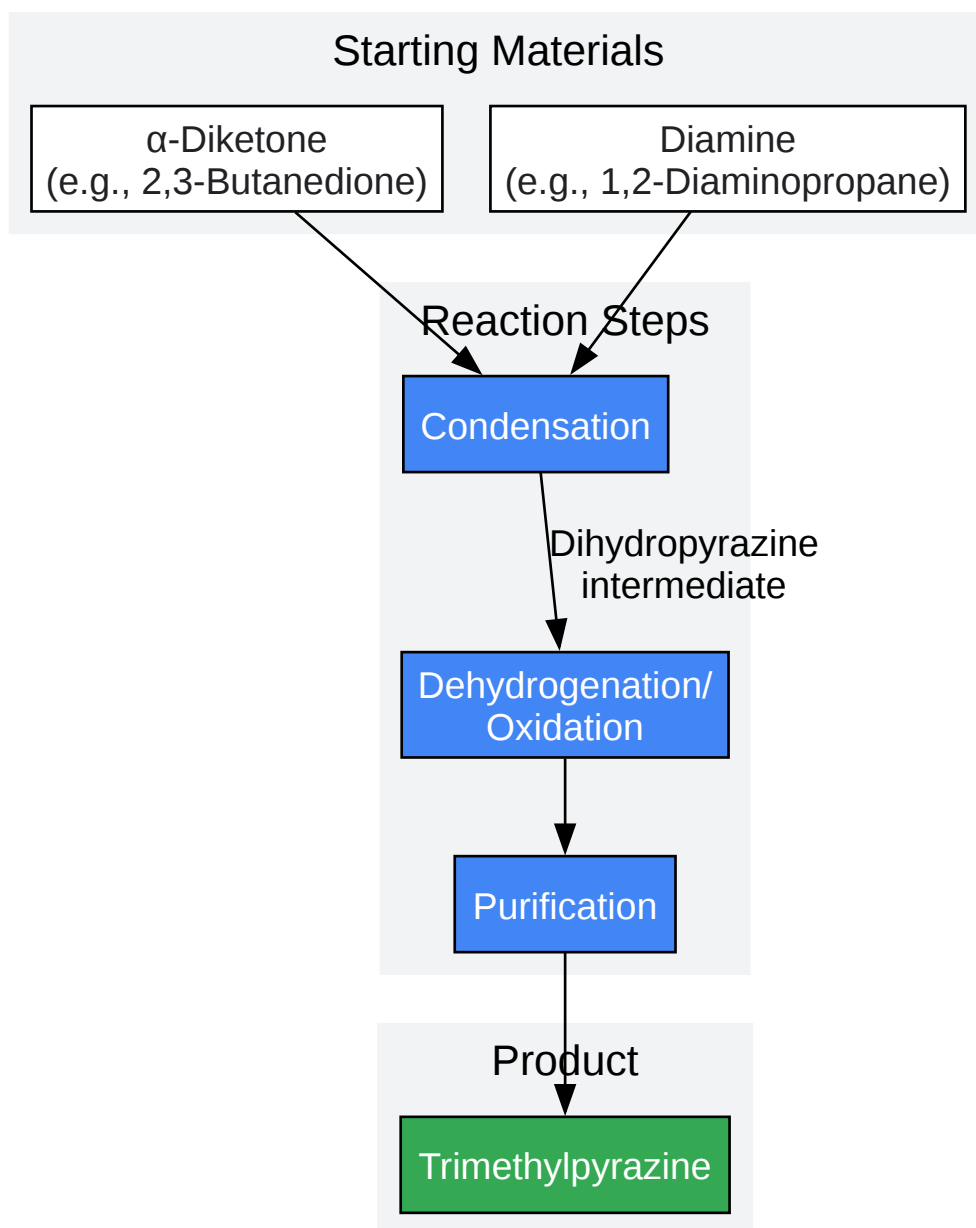 Starting Materials
α-Diketone
(e.g., 2,3-Butanedione)
Diamine
(e.g., 1,2-Diaminopropane)
Reaction Steps
Condensation
Dihydropyrazine
intermediate
Dehydrogenation/
Oxidation
Purification
Product
Trimethylpyrazine